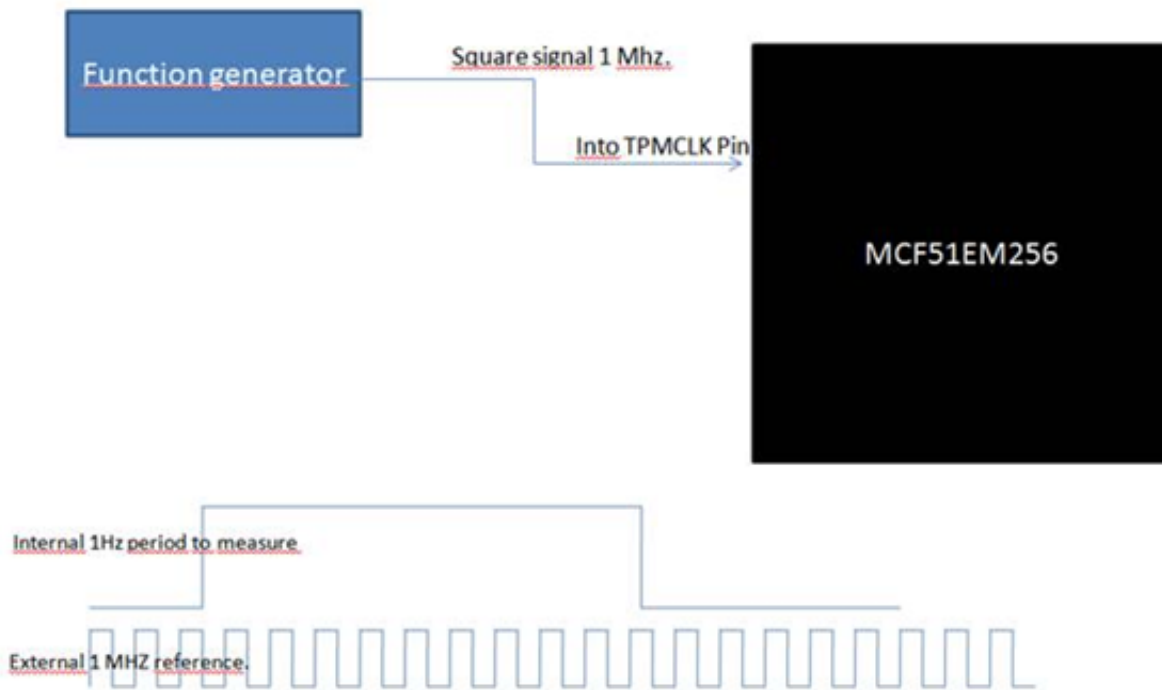 Function generator
Square signal 1 Mhz.
Into TPMCLK Pin
MCF51EM256
Internal 1Hz period to measure
External 1 MHZ reference.